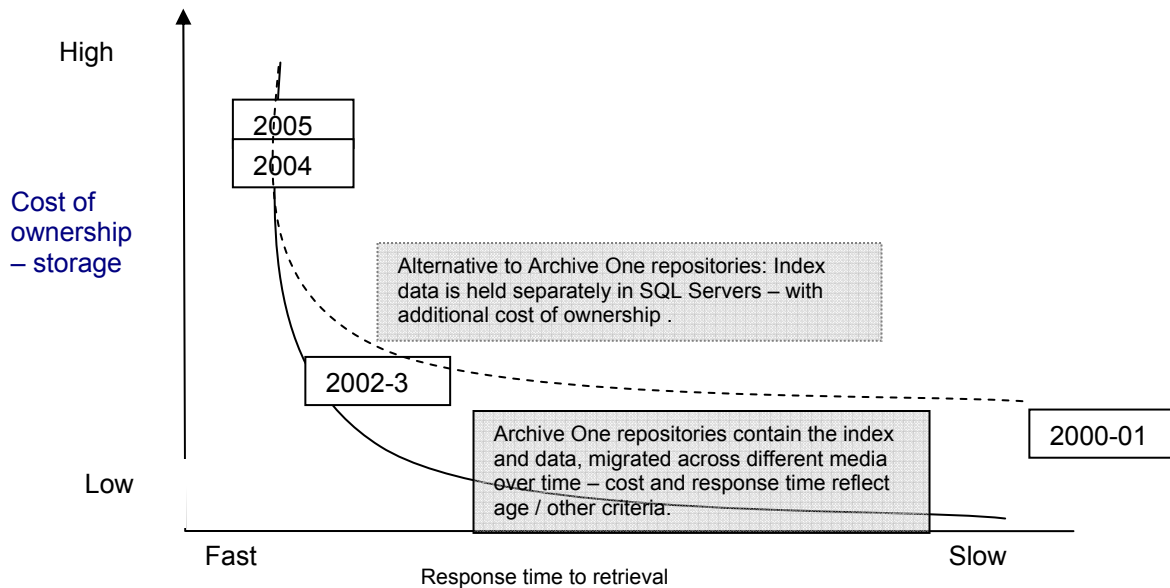 High
2005
2004
Cost of
ownership
– storage
Alternative to Archive One repositories: Index
data is held separately in SQL Servers – with
additional cost of ownership .
2002-3
Archive One repositories contain the index
and data, migrated across different media
over time – cost and response time reflect
age / other criteria.
2000-01
Low
Fast
Slow
Response time to retrieval